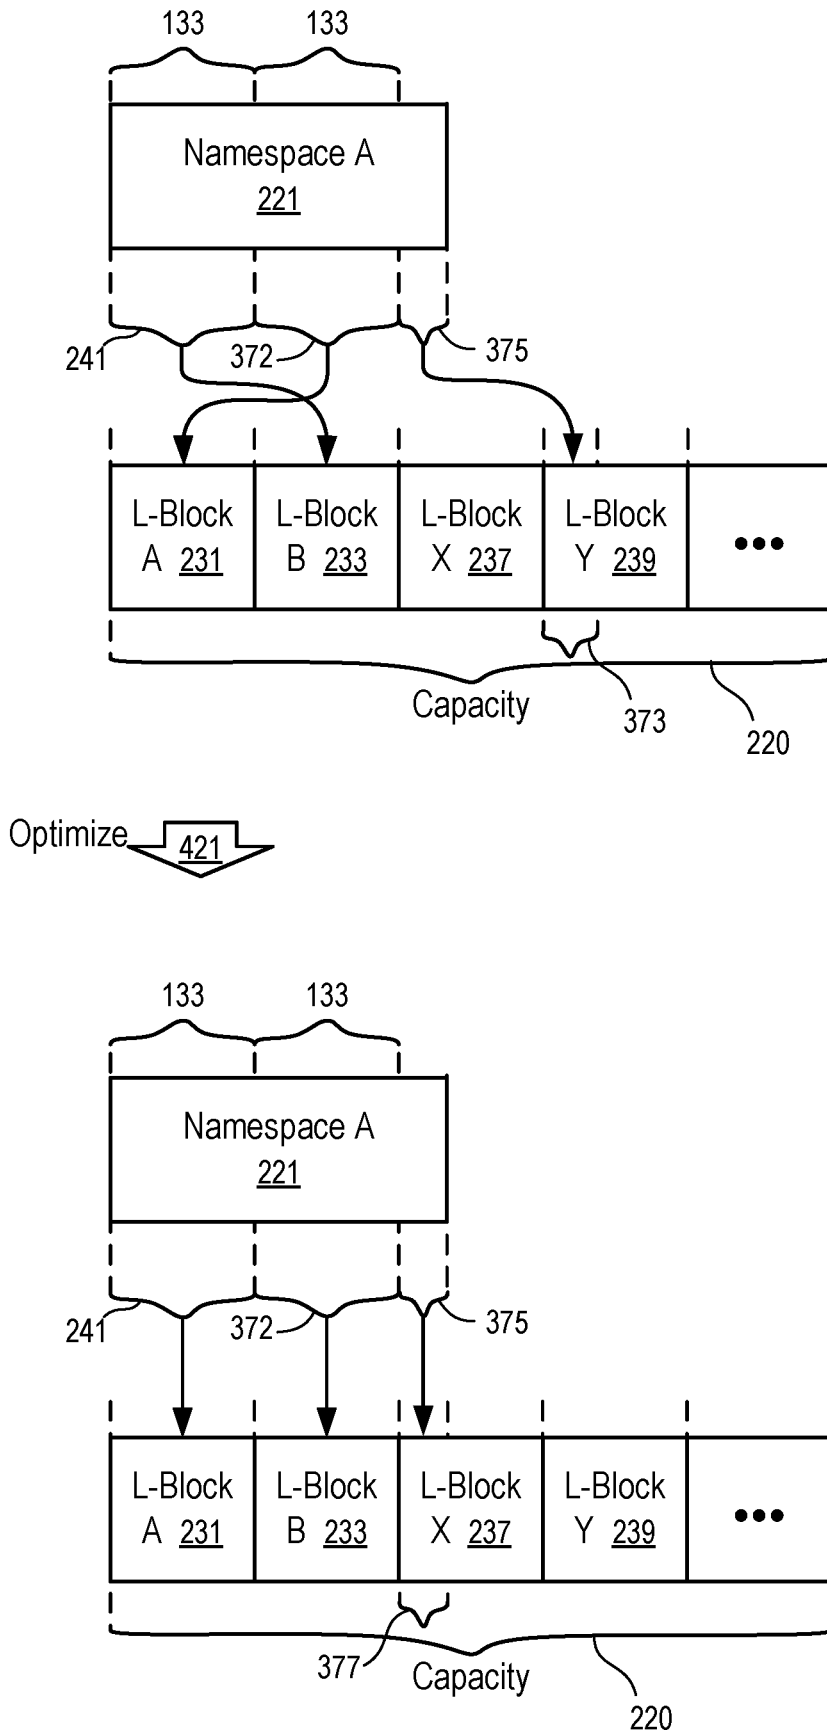 133 133
Namespace A
221
241 372 375
L-Block L-Block L-Block L-Block
A 231 B 233 X 237 Y 239 •••
373
Capacity
220
Optimize 421
133 133
Namespace A
221
241 372 375
L-Block L-Block L-Block L-Block
A 231 B 233 X 237 Y 239 •••
377 Capacity
220